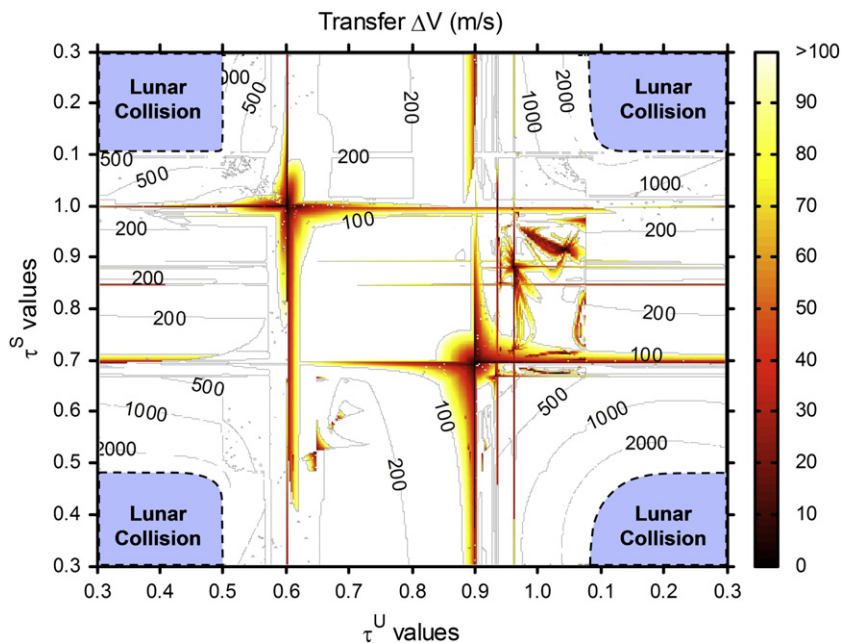 Transfer ΔV (m/s)
0.3 Lunar Collision 0000 500 200 2000 1000 Lunar Collision >100
0.2 90
0.1 500 500 200 200 1000 80
1.0 100 70
0.9 200 200 200 60
0.8 200 200 50
0.7 100 40
0.6 500 1000 100 500 1000 30
0.5 2000 200 2000 20
0.4 Lunar Collision Lunar Collision 10
0.3 0
0.3 0.4 0.5 0.6 0.7 0.8 0.9 1.0 0.1 0.2 0.3
τ^S values
τ^U values